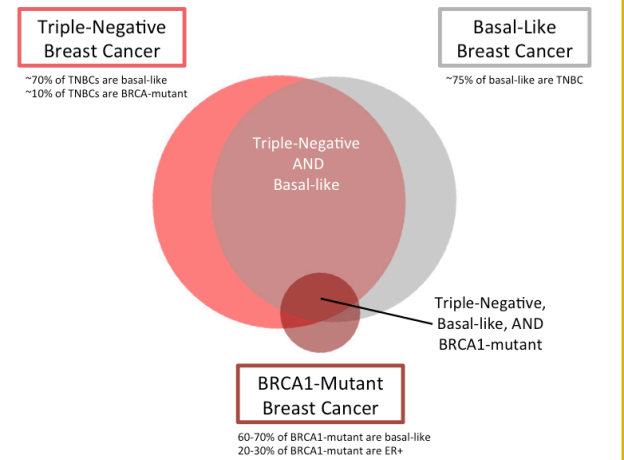 Triple-Negative
Breast Cancer
~70% of TNBCs are basal-like
~10% of TNBCs are BRCA-mutant
Basal-Like
Breast Cancer
~75% of basal-like are TNBC
Triple-Negative
AND
Basal-like
Triple-Negative,
Basal-like, AND
BRCA1-mutant
BRCA1-Mutant
Breast Cancer
60-70% of BRCA1-mutant are basal-like
20-30% of BRCA1-mutant are ER+